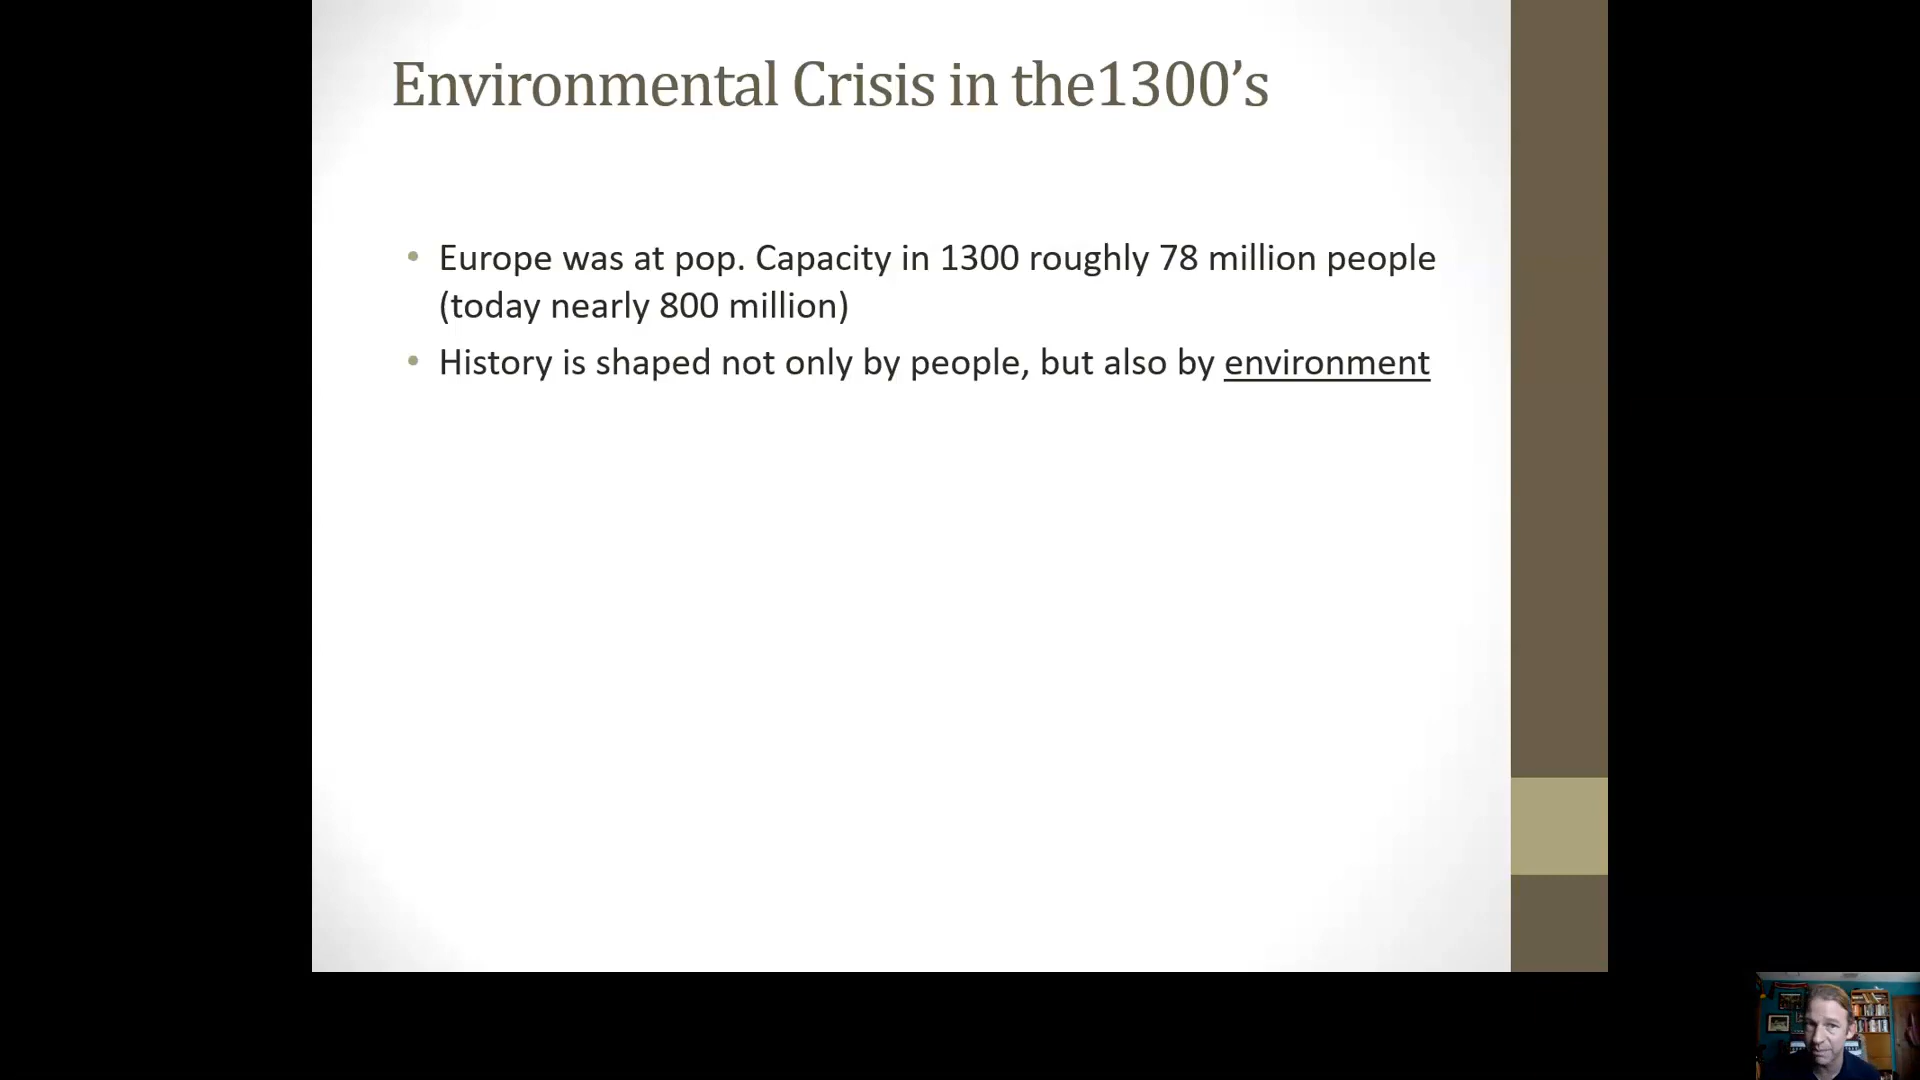 Environmental Crisis in the1300’s
• Europe was at pop. Capacity in 1300 roughly 78 million people
(today nearly 800 million)
• History is shaped not only by people, but also by environment